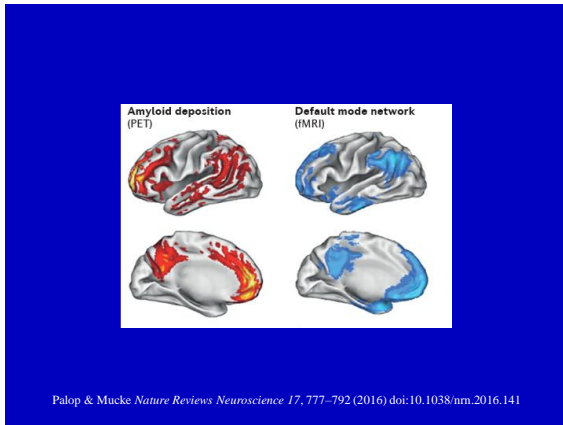 Amyloid deposition
(PET)
Default mode network
(fMRI)
Palop & Mucke Nature Reviews Neuroscience 17, 777–792 (2016) doi:10.1038/nrn.2016.141